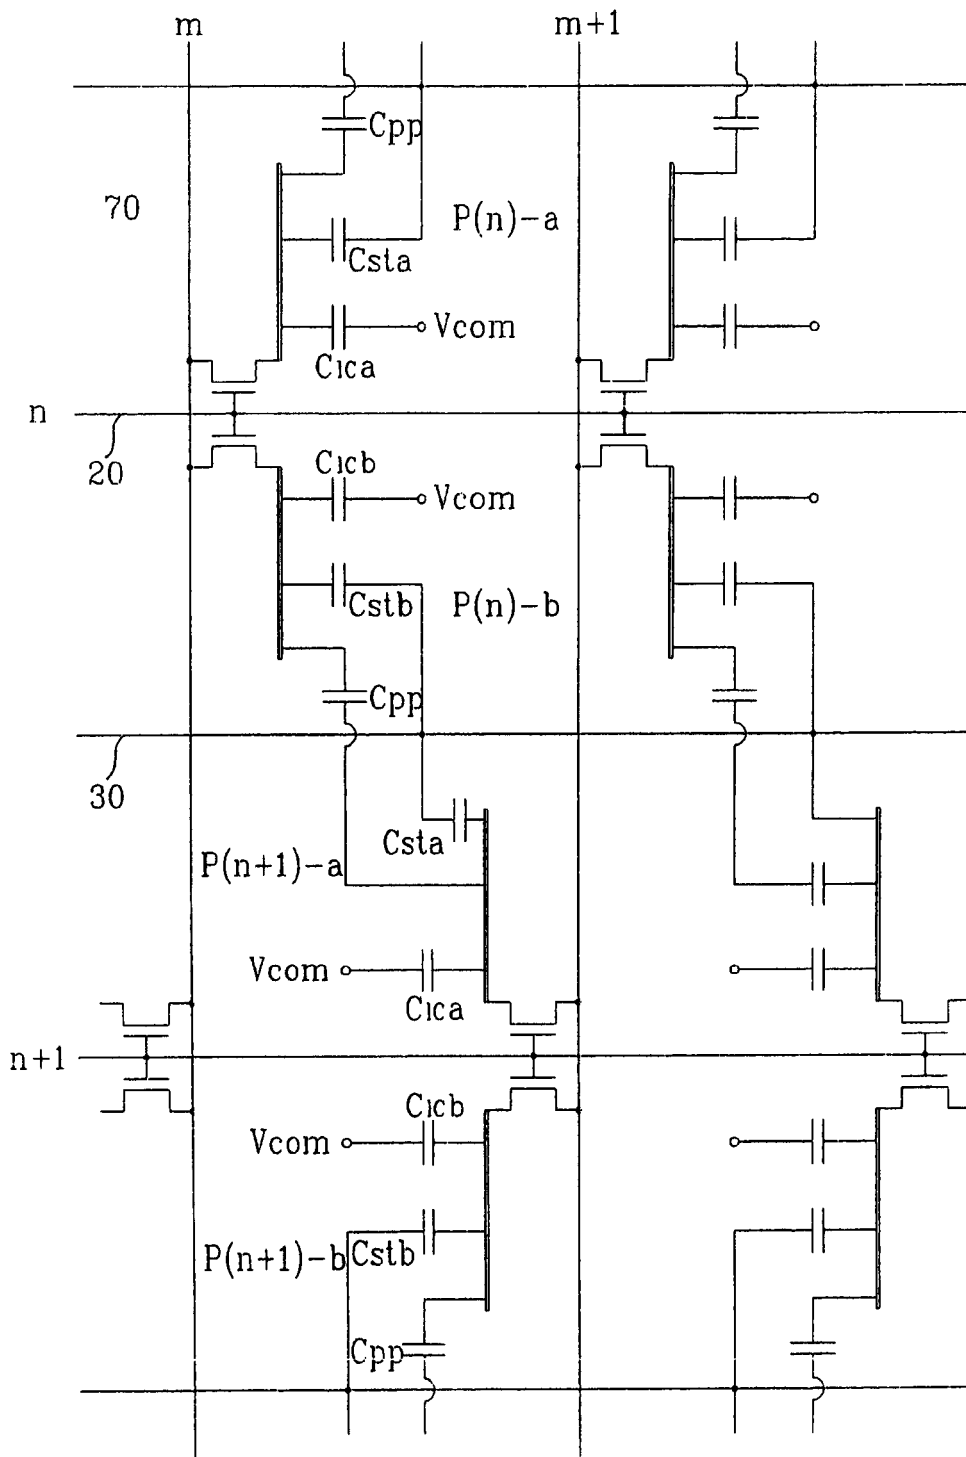 m m+1
Cpp
70 P(n)-a
Csta
Vcom
Clca
n
20 Clcb
Vcom
Cstb P(n)-b
Cpp
30
Csta
P(n+1)-a
Vcom
Clca
n+1
Clcb
Vcom
P(n+1)-b Cstb
Cpp